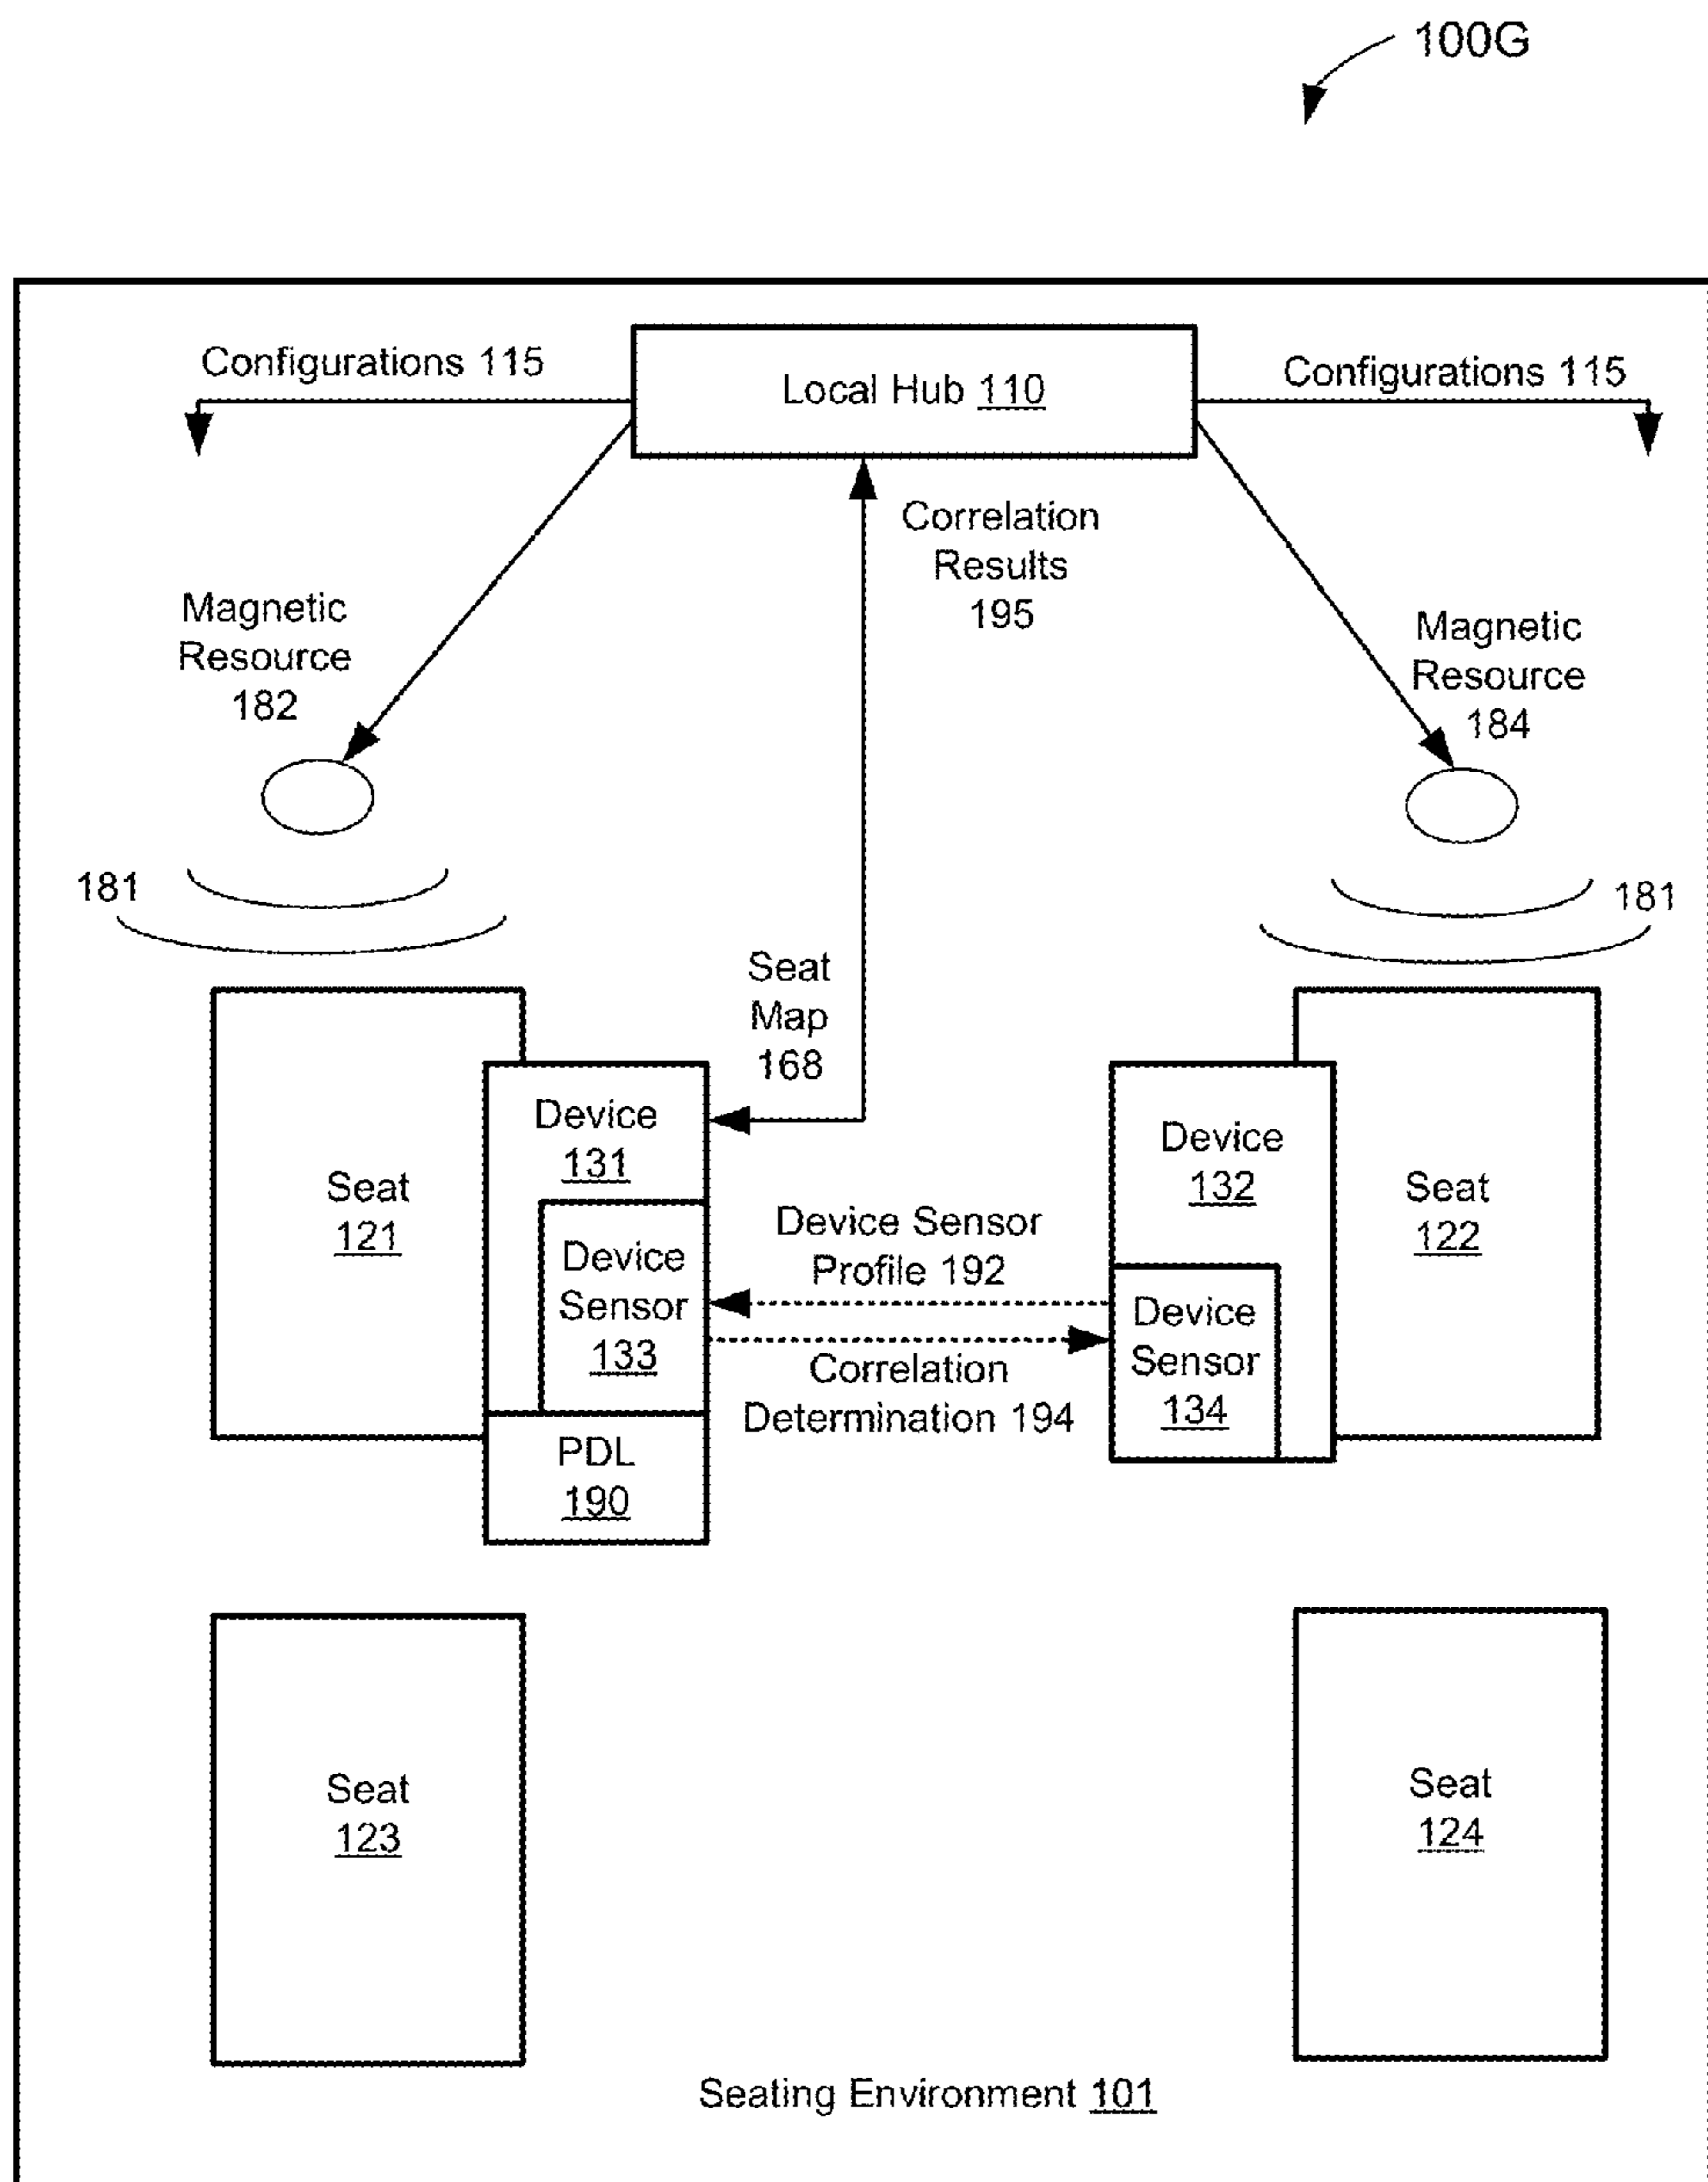 100G
Configurations 115
Local Hub 110
Configurations 115
Correlation
Results
195
Magnetic
Resource
182
Magnetic
Resource
184
181
181
Seat
Map
168
Seat
121
Device
131
Device
Sensor
133
PDL
190
Device Sensor
Profile 192
Correlation
Determination 194
Device
132
Device
Sensor
134
Seat
122
Seat
123
Seat
124
Seating Environment 101